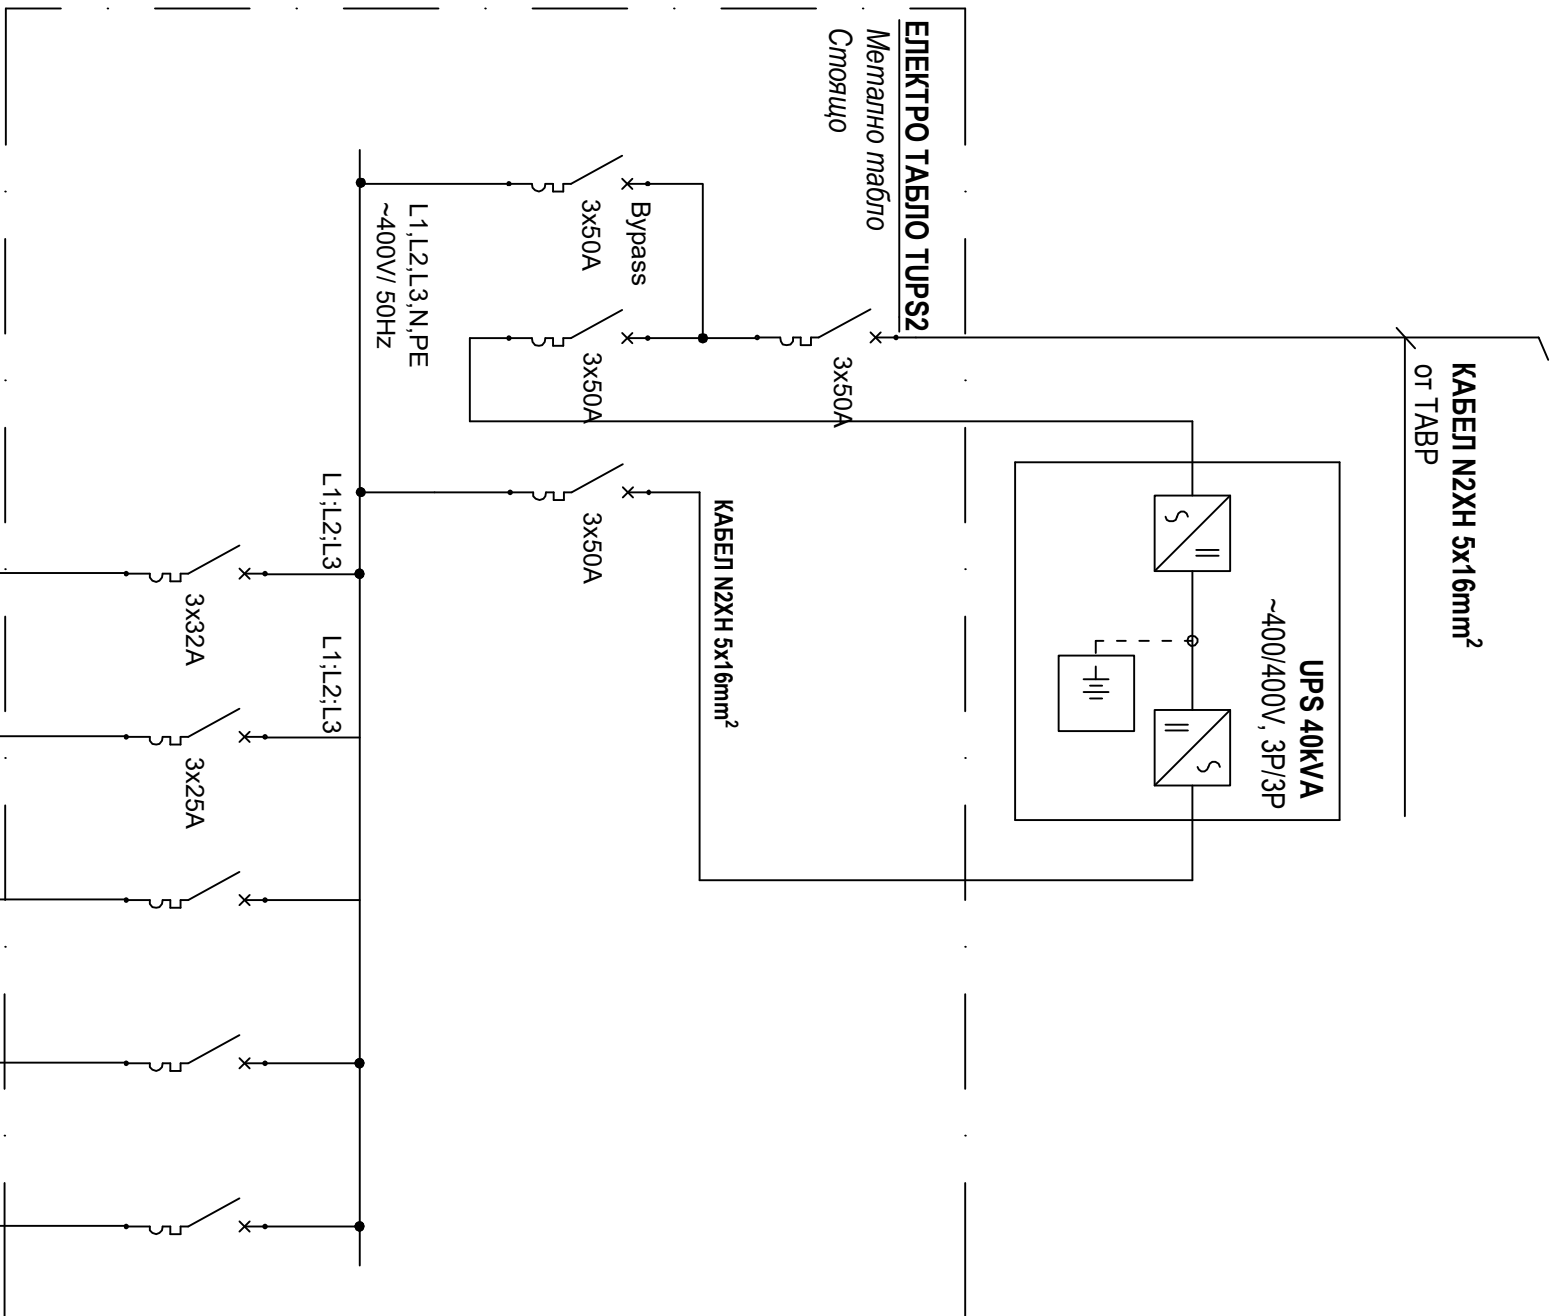 КАБЕЛ N2XH 5x16mm²
от ТАВР
UPS 40kVA
~400/400V, 3P/3P
ЕЛЕКТРО ТАБЛО TUPS2
Метално табло
Стоящо
3x50A
КАБЕЛ N2XH 5x16mm²
Bypass
3x50A
3x50A
3x50A
L1,L2,L3,N,PE
~400V/ 50Hz
L1;L2;L3
L1;L2;L3
3x32A
3x25A